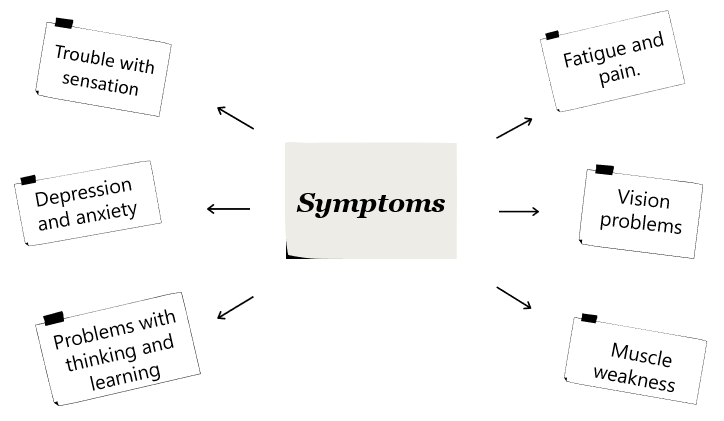 Trouble with
sensation
Fatigue and
pain.
Symptoms
Depression
and anxiety
Vision
problems
Problems with
thinking and
learning
Muscle
weakness